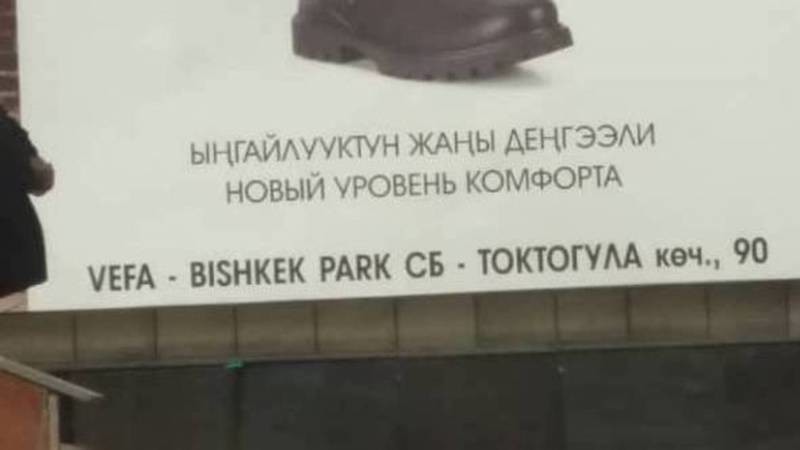 ЫҢГАЙЛУУКТУН ЖАҢЫ ДЕҢГЭЭЛИ
НОВЫЙ УРОВЕНЬ КОМФОРТА
VEFA - BISHKEK PARK СБ - ТОКТОГУЛА көч., 90